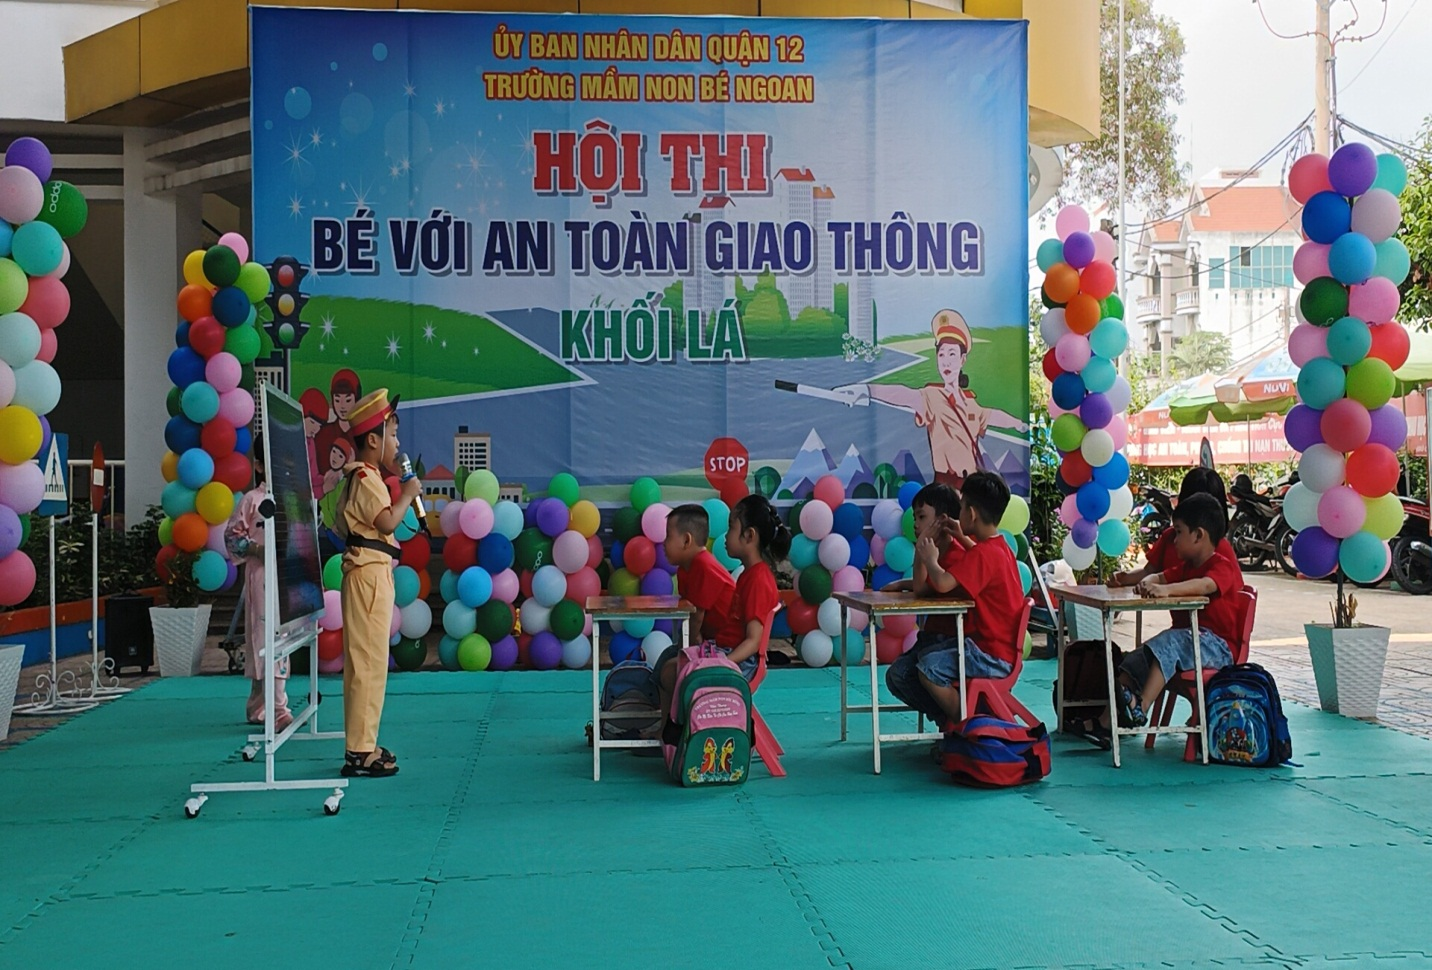 ỦY BAN NHÂN DÂN QUẬN 12
TRƯỜNG MẦM NON BÉ NGOAN
HỘI THI
BÉ VỚI AN TOÀN GIAO THÔNG
KHỐI LÁ
STOP
oppo